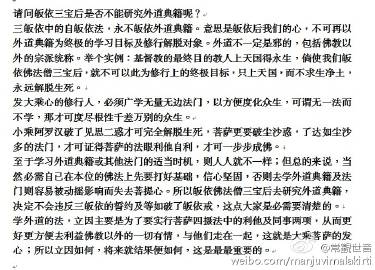 请问皈依三宝后是否不能研究外道典籍呢？
三皈依中的自皈依法，永不皈依外道典籍。意思是皈依后我们的心，不可再以
外道典籍为主要的学习目标及修行解脱对象。外道不一定是邪的，包括佛教以
外的宗派统称。举个实例：基督教的最终目的教人上天国得永生，倘使我们皈
依佛法僧三宝后，就不可以此为修行上的终极目标，只上天国，而不求生净土，
永远解脱生死。
发大乘心的修行人，必须广学无量无边法门，以方便度化众生，可谓无一法而
不学，那才可度尽根性千差万别的众生。
小乘阿罗汉破了见思二惑才可完全解脱生死，菩萨更破尘沙惑，了达如尘沙
多的法门，才可证得菩萨的法眼利他自利，才可一步步成佛。
至于学习外道典籍或其他法门的适当时机，则人人就不一样；但总的来说，当
然必需自己在本位的佛法上先要打好基础，信心坚固，否则去学外道典籍及法
门则容易被动摇影响而失去菩提心。所以皈依佛法僧三宝后去研究外道典籍，
决定不会违反三皈依的誓约及等如破了皈依戒，这点大家是必需要清楚的。
学外道的法，立因主要是为了要实行菩萨四摄法中的利他及同事两项，从而更
好更方便去利益佛教以外的一切有情，与他们走在一起，这就是大乘菩萨的发
心；所以立因如何，将来就结果便如何，这是最最重要的。
@常觀世音
weibo.com/manjuvimalakirti